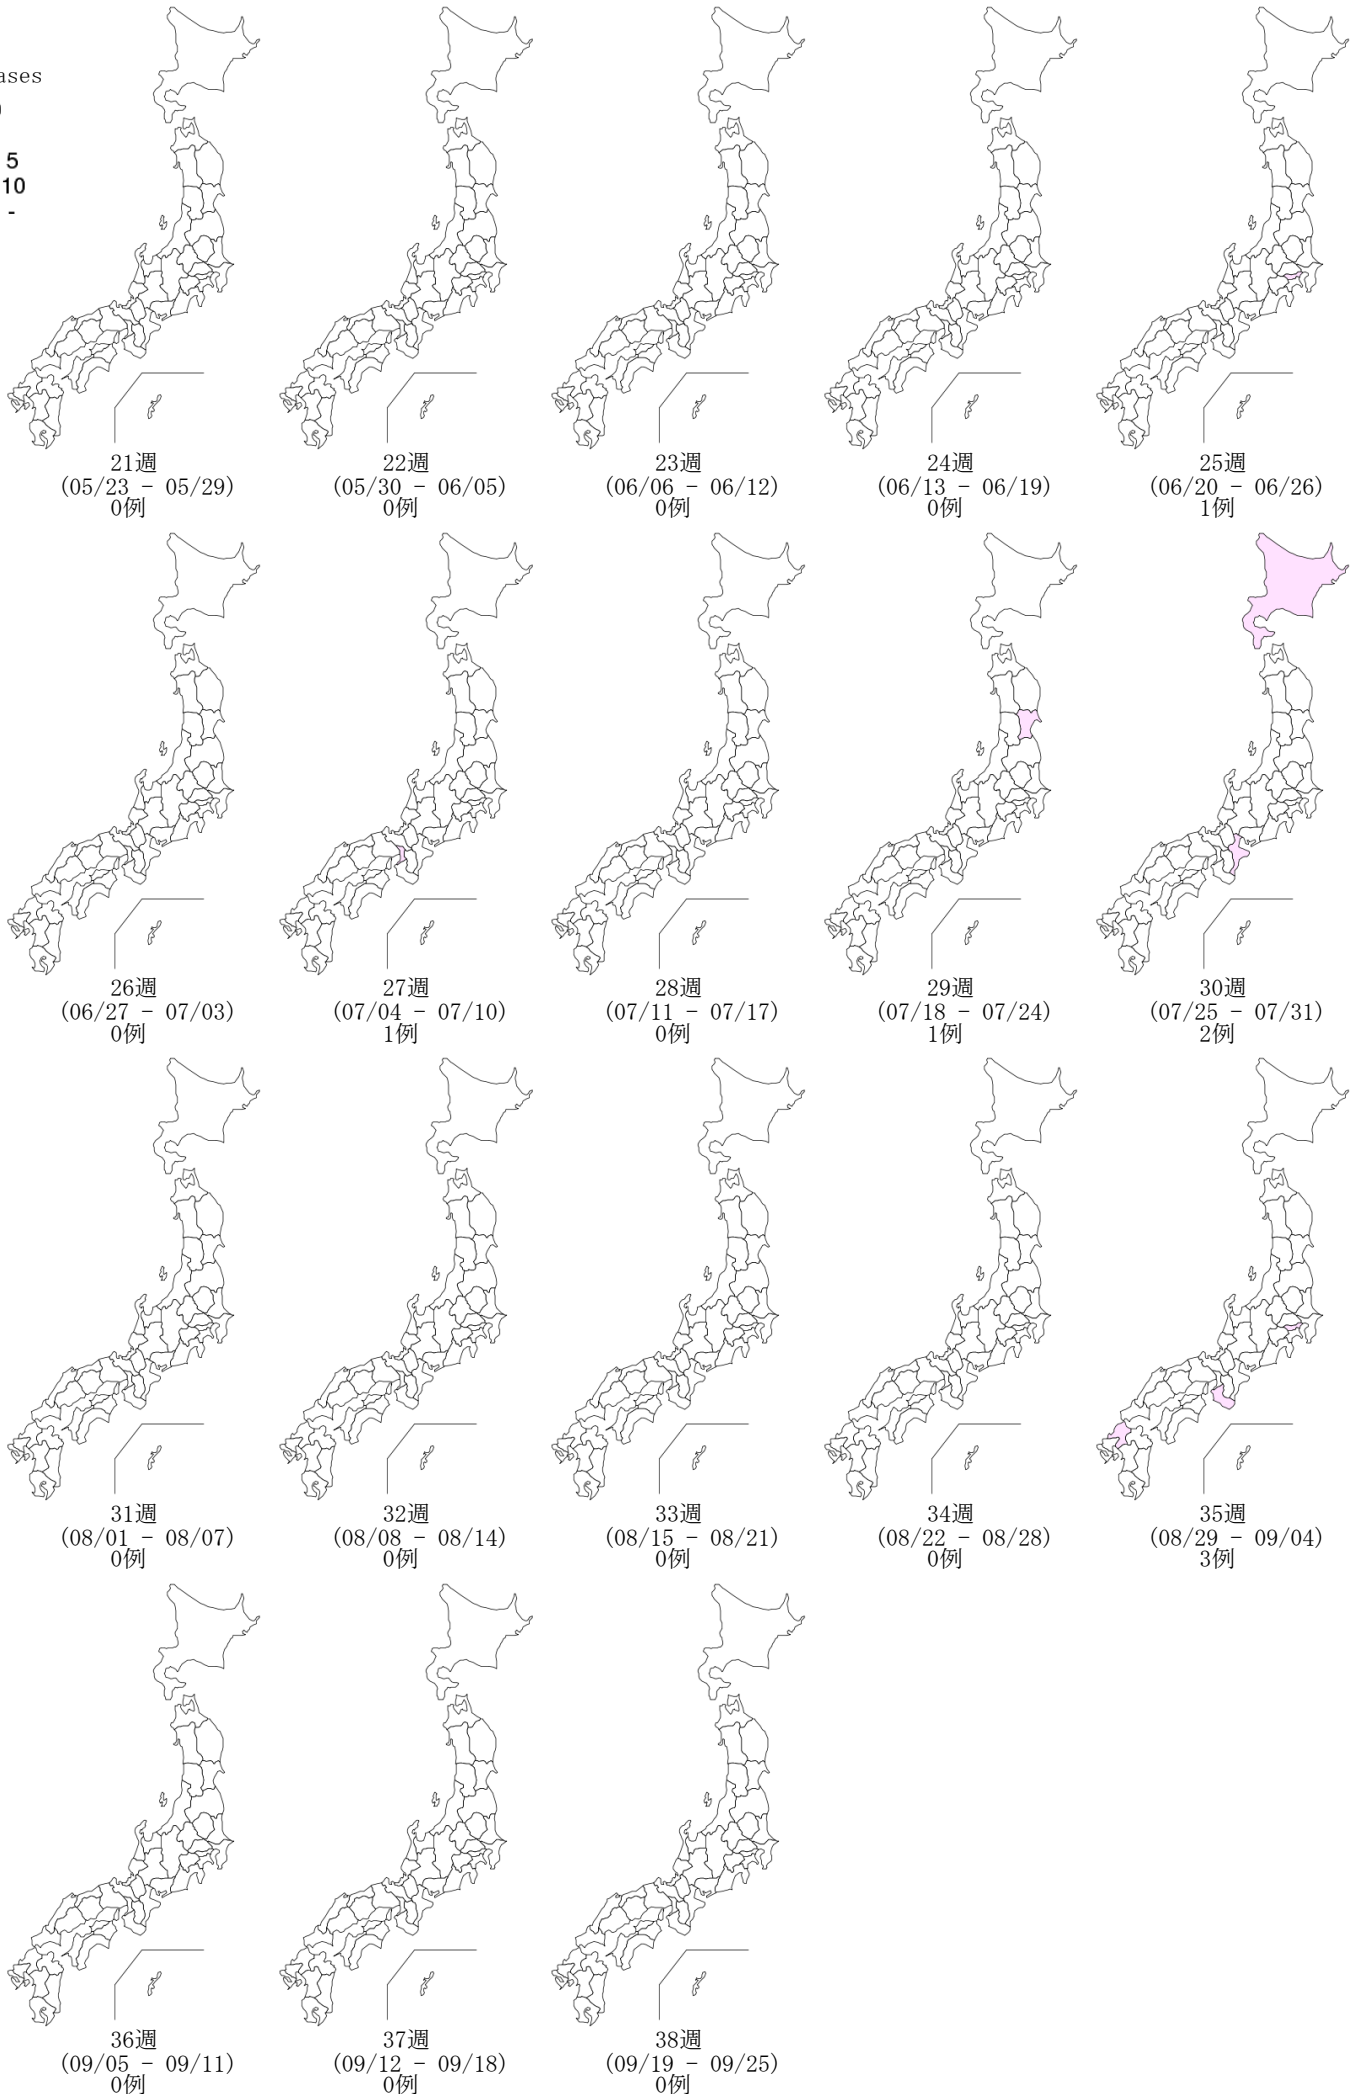 ases
5
10
-
21週
(05/23 - 05/29)
0例
22週
(05/30 - 06/05)
0例
23週
(06/06 - 06/12)
0例
24週
(06/13 - 06/19)
0例
25週
(06/20 - 06/26)
1例
26週
(06/27 - 07/03)
0例
27週
(07/04 - 07/10)
1例
28週
(07/11 - 07/17)
0例
29週
(07/18 - 07/24)
1例
30週
(07/25 - 07/31)
2例
31週
(08/01 - 08/07)
0例
32週
(08/08 - 08/14)
0例
33週
(08/15 - 08/21)
0例
34週
(08/22 - 08/28)
0例
35週
(08/29 - 09/04)
3例
36週
(09/05 - 09/11)
0例
37週
(09/12 - 09/18)
0例
38週
(09/19 - 09/25)
0例